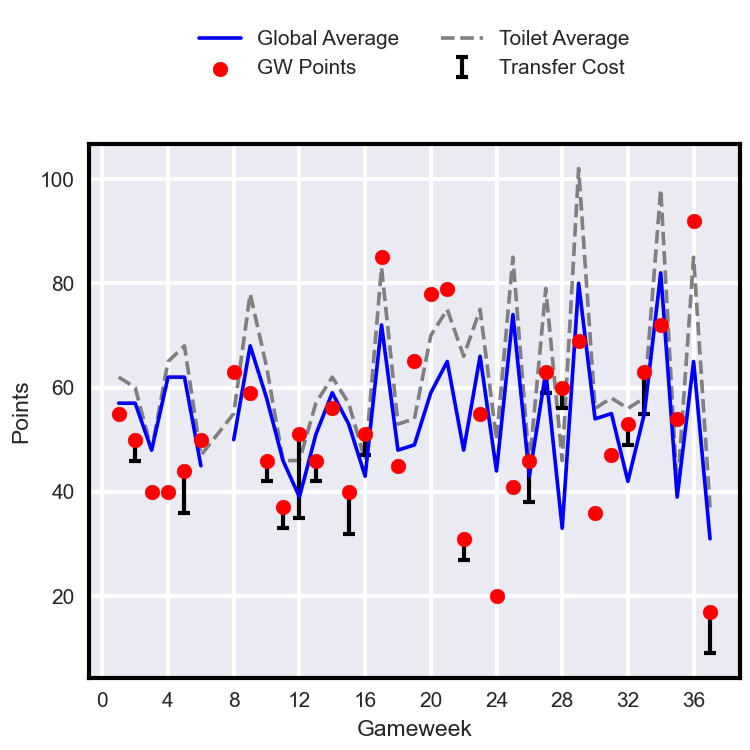 Global Average Toilet Average
GW Points Transfer Cost
100
80
60
40
20
Points
0 4 8 12 16 20 24 28 32 36
Gameweek